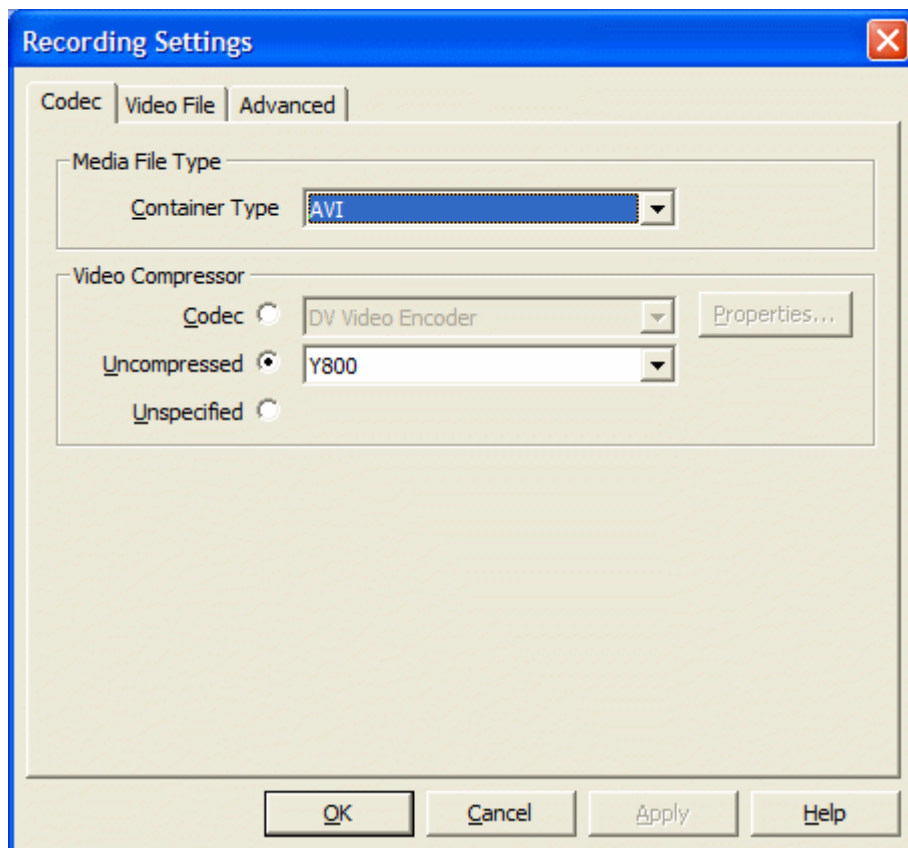 Recording Settings
Codec Video File Advanced
Media File Type
Container Type AVI
Video Compressor
Codec DV Video Encoder Properties...
Uncompressed Y800
Unspecified
OK Cancel Apply Help